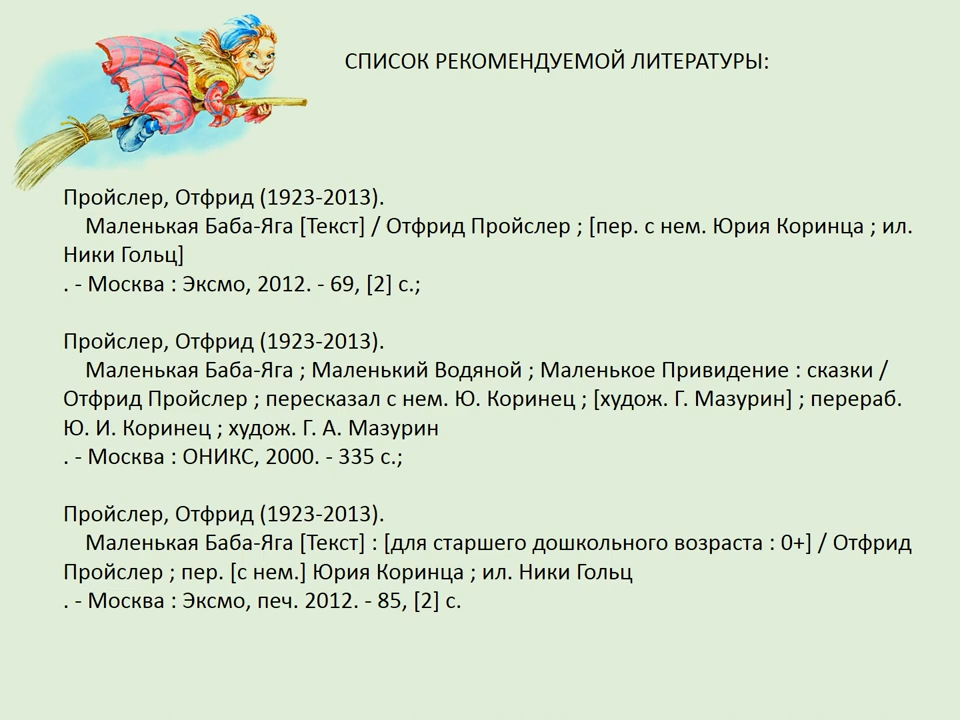 СПИСОК РЕКОМЕНДУЕМОЙ ЛИТЕРАТУРЫ:
Пройслер, Отфрид (1923-2013).
Маленькая Баба-Яга [Текст] / Отфрид Пройслер ; [пер. с нем. Юрия Коринца ; ил.
Ники Гольц]
. - Москва : Эксмо, 2012. - 69, [2] с.;
Пройслер, Отфрид (1923-2013).
Маленькая Баба-Яга ; Маленький Водяной ; Маленькое Привидение : сказки /
Отфрид Пройслер ; пересказал с нем. Ю. Коринец ; [худож. Г. Мазурин] ; перераб.
Ю. И. Коринец ; худож. Г. А. Мазурин
. - Москва : ОНИКС, 2000. - 335 с.;
Пройслер, Отфрид (1923-2013).
Маленькая Баба-Яга [Текст] : [для старшего дошкольного возраста : 0+] / Отфрид
Пройслер ; пер. [с нем.] Юрия Коринца ; ил. Ники Гольц
. - Москва : Эксмо, печ. 2012. - 85, [2] с.